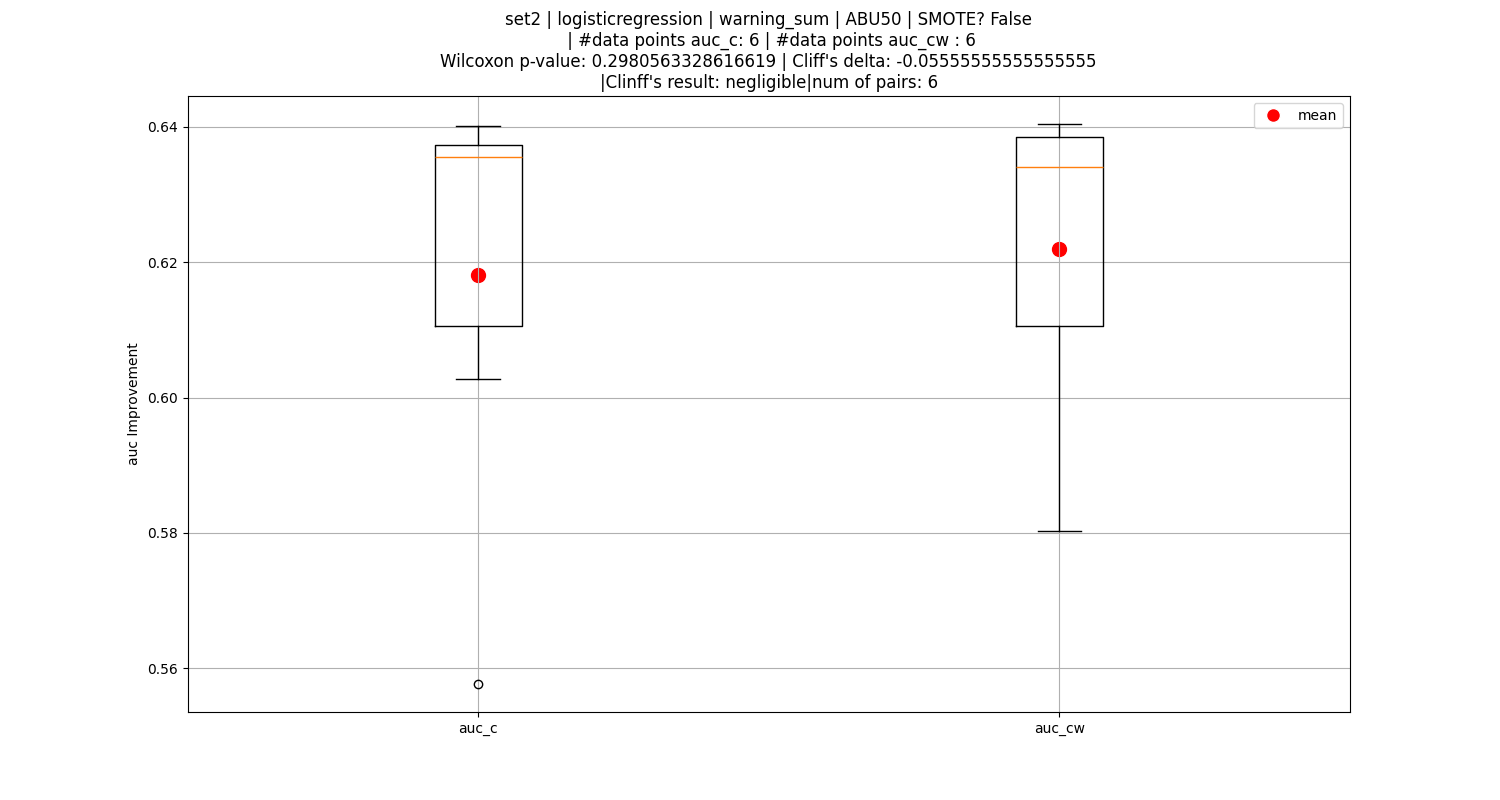 set2 | logisticregression | warning_sum | ABU50 | SMOTE? False
| #data points auc_c: 6 | #data points auc_cw : 6
Wilcoxon p-value: 0.2980563328616619 | Cliff's delta: -0.05555555555555555
|Clinff's result: negligible|num of pairs: 6
mean
0.64
0.62
0.60
0.58
0.56
auc Improvement
auc_c
auc_cw